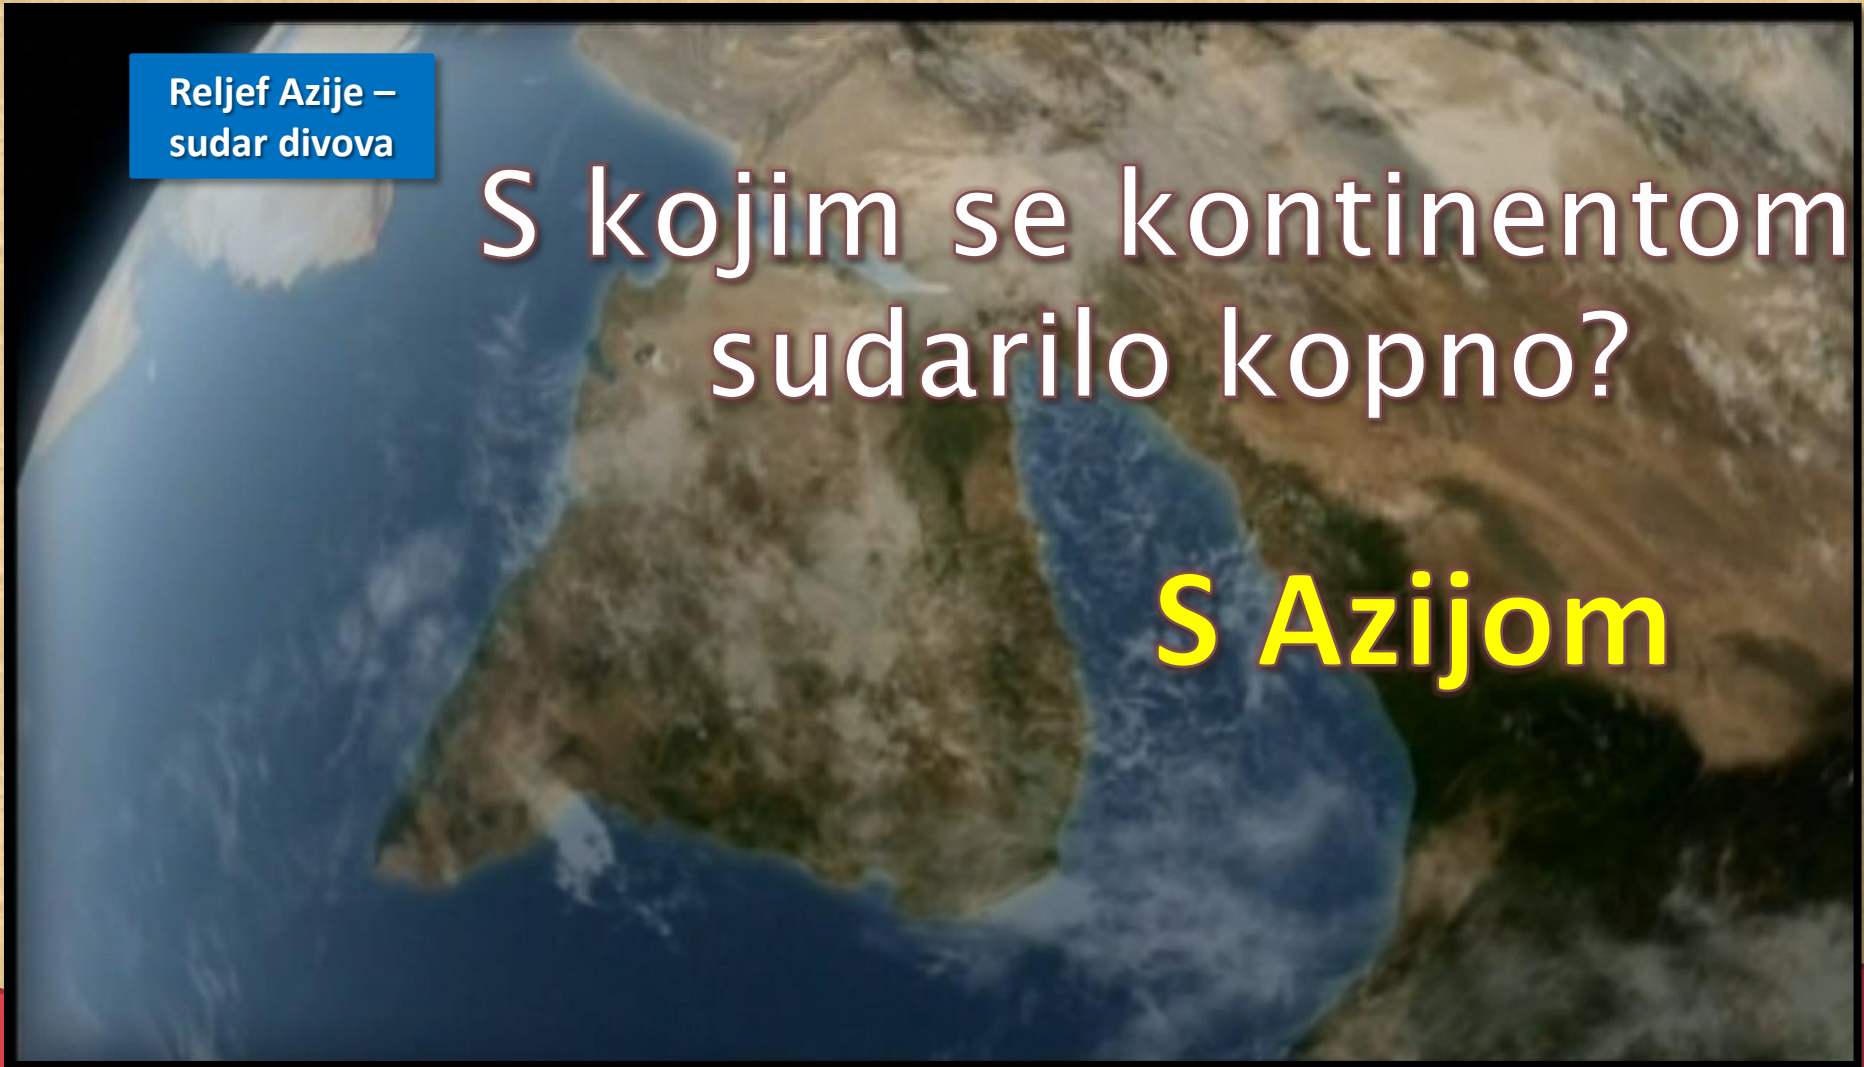 Reljef Azije –
sudar divova
S kojim se kontinentom
sudarilo kopno?
S Azijom